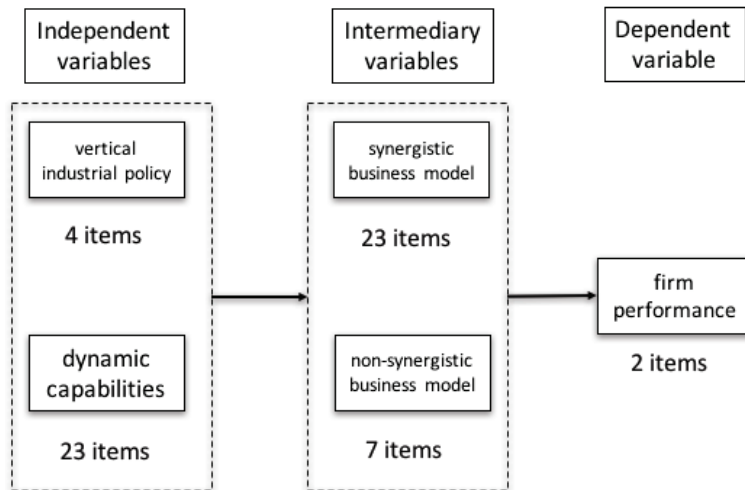 Independent
variables
Intermediary
variables
Dependent
variable
vertical
industrial policy
4 items
dynamic
capabilities
23 items
synergistic
business model
23 items
non-synergistic
business model
7 items
firm
performance
2 items